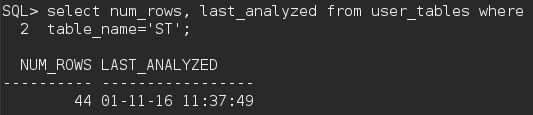 SQL> select num_rows, last_analyzed from user_tables where
  2  table_name='ST';
  NUM_ROWS LAST_ANALYZED
---------- -----------------
        44 01-11-16 11:37:49